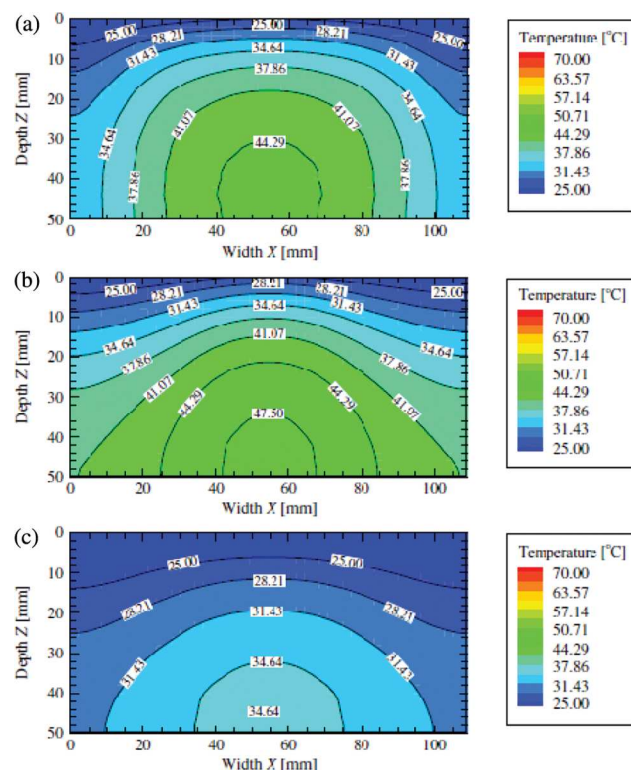 (a)
0
10
20
30
40
50
Depth Z [mm]
0 20 40 60 80 100
Width X [mm]
25.00 25.00
28.21 28.21
31.43 31.43
34.64 34.64 34.64
37.86 37.86 37.86
41.07 41.07
44.29
Temperature [°C]
70.00
63.57
57.14
50.71
44.29
37.86
31.43
25.00
(b)
0
10
20
30
40
50
Depth Z [mm]
0 20 40 60 80 100
Width X [mm]
25.00 28.21 25.00
28.21 28.21
31.43 31.43
34.64 34.64 34.64
37.86 37.86
41.07 41.07 41.07
44.29 44.29
47.50
Temperature [°C]
70.00
63.57
57.14
50.71
44.29
37.86
31.43
25.00
(c)
0
10
20
30
40
50
Depth Z [mm]
0 20 40 60 80 100
Width X [mm]
25.00 25.00
28.21 28.21 28.21
31.43 31.43 31.43
34.64
34.64
Temperature [°C]
70.00
63.57
57.14
50.71
44.29
37.86
31.43
25.00